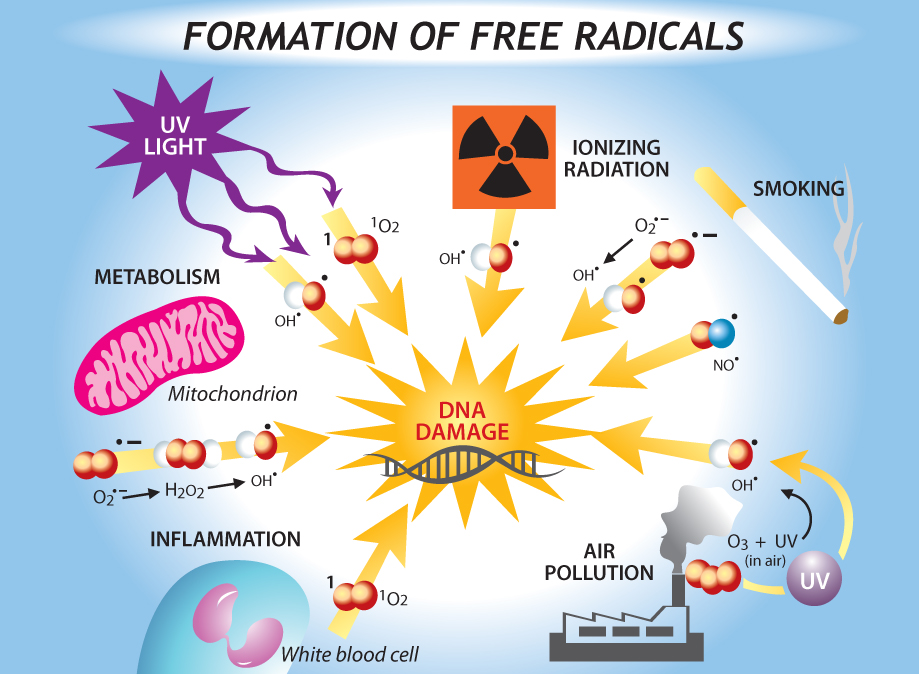 FORMATION OF FREE RADICALS
UV
LIGHT
1
¹O2
OH•
IONIZING
RADIATION
OH•
SMOKING
O2•–
OH•
• –
•
NO•
METABOLISM
Mitochondrion
• –
O2•–
H2O2
OH•
DNA
DAMAGE
INFLAMMATION
1
¹O2
White blood cell
AIR
POLLUTION
OH•
O3 + UV
(in air)
UV